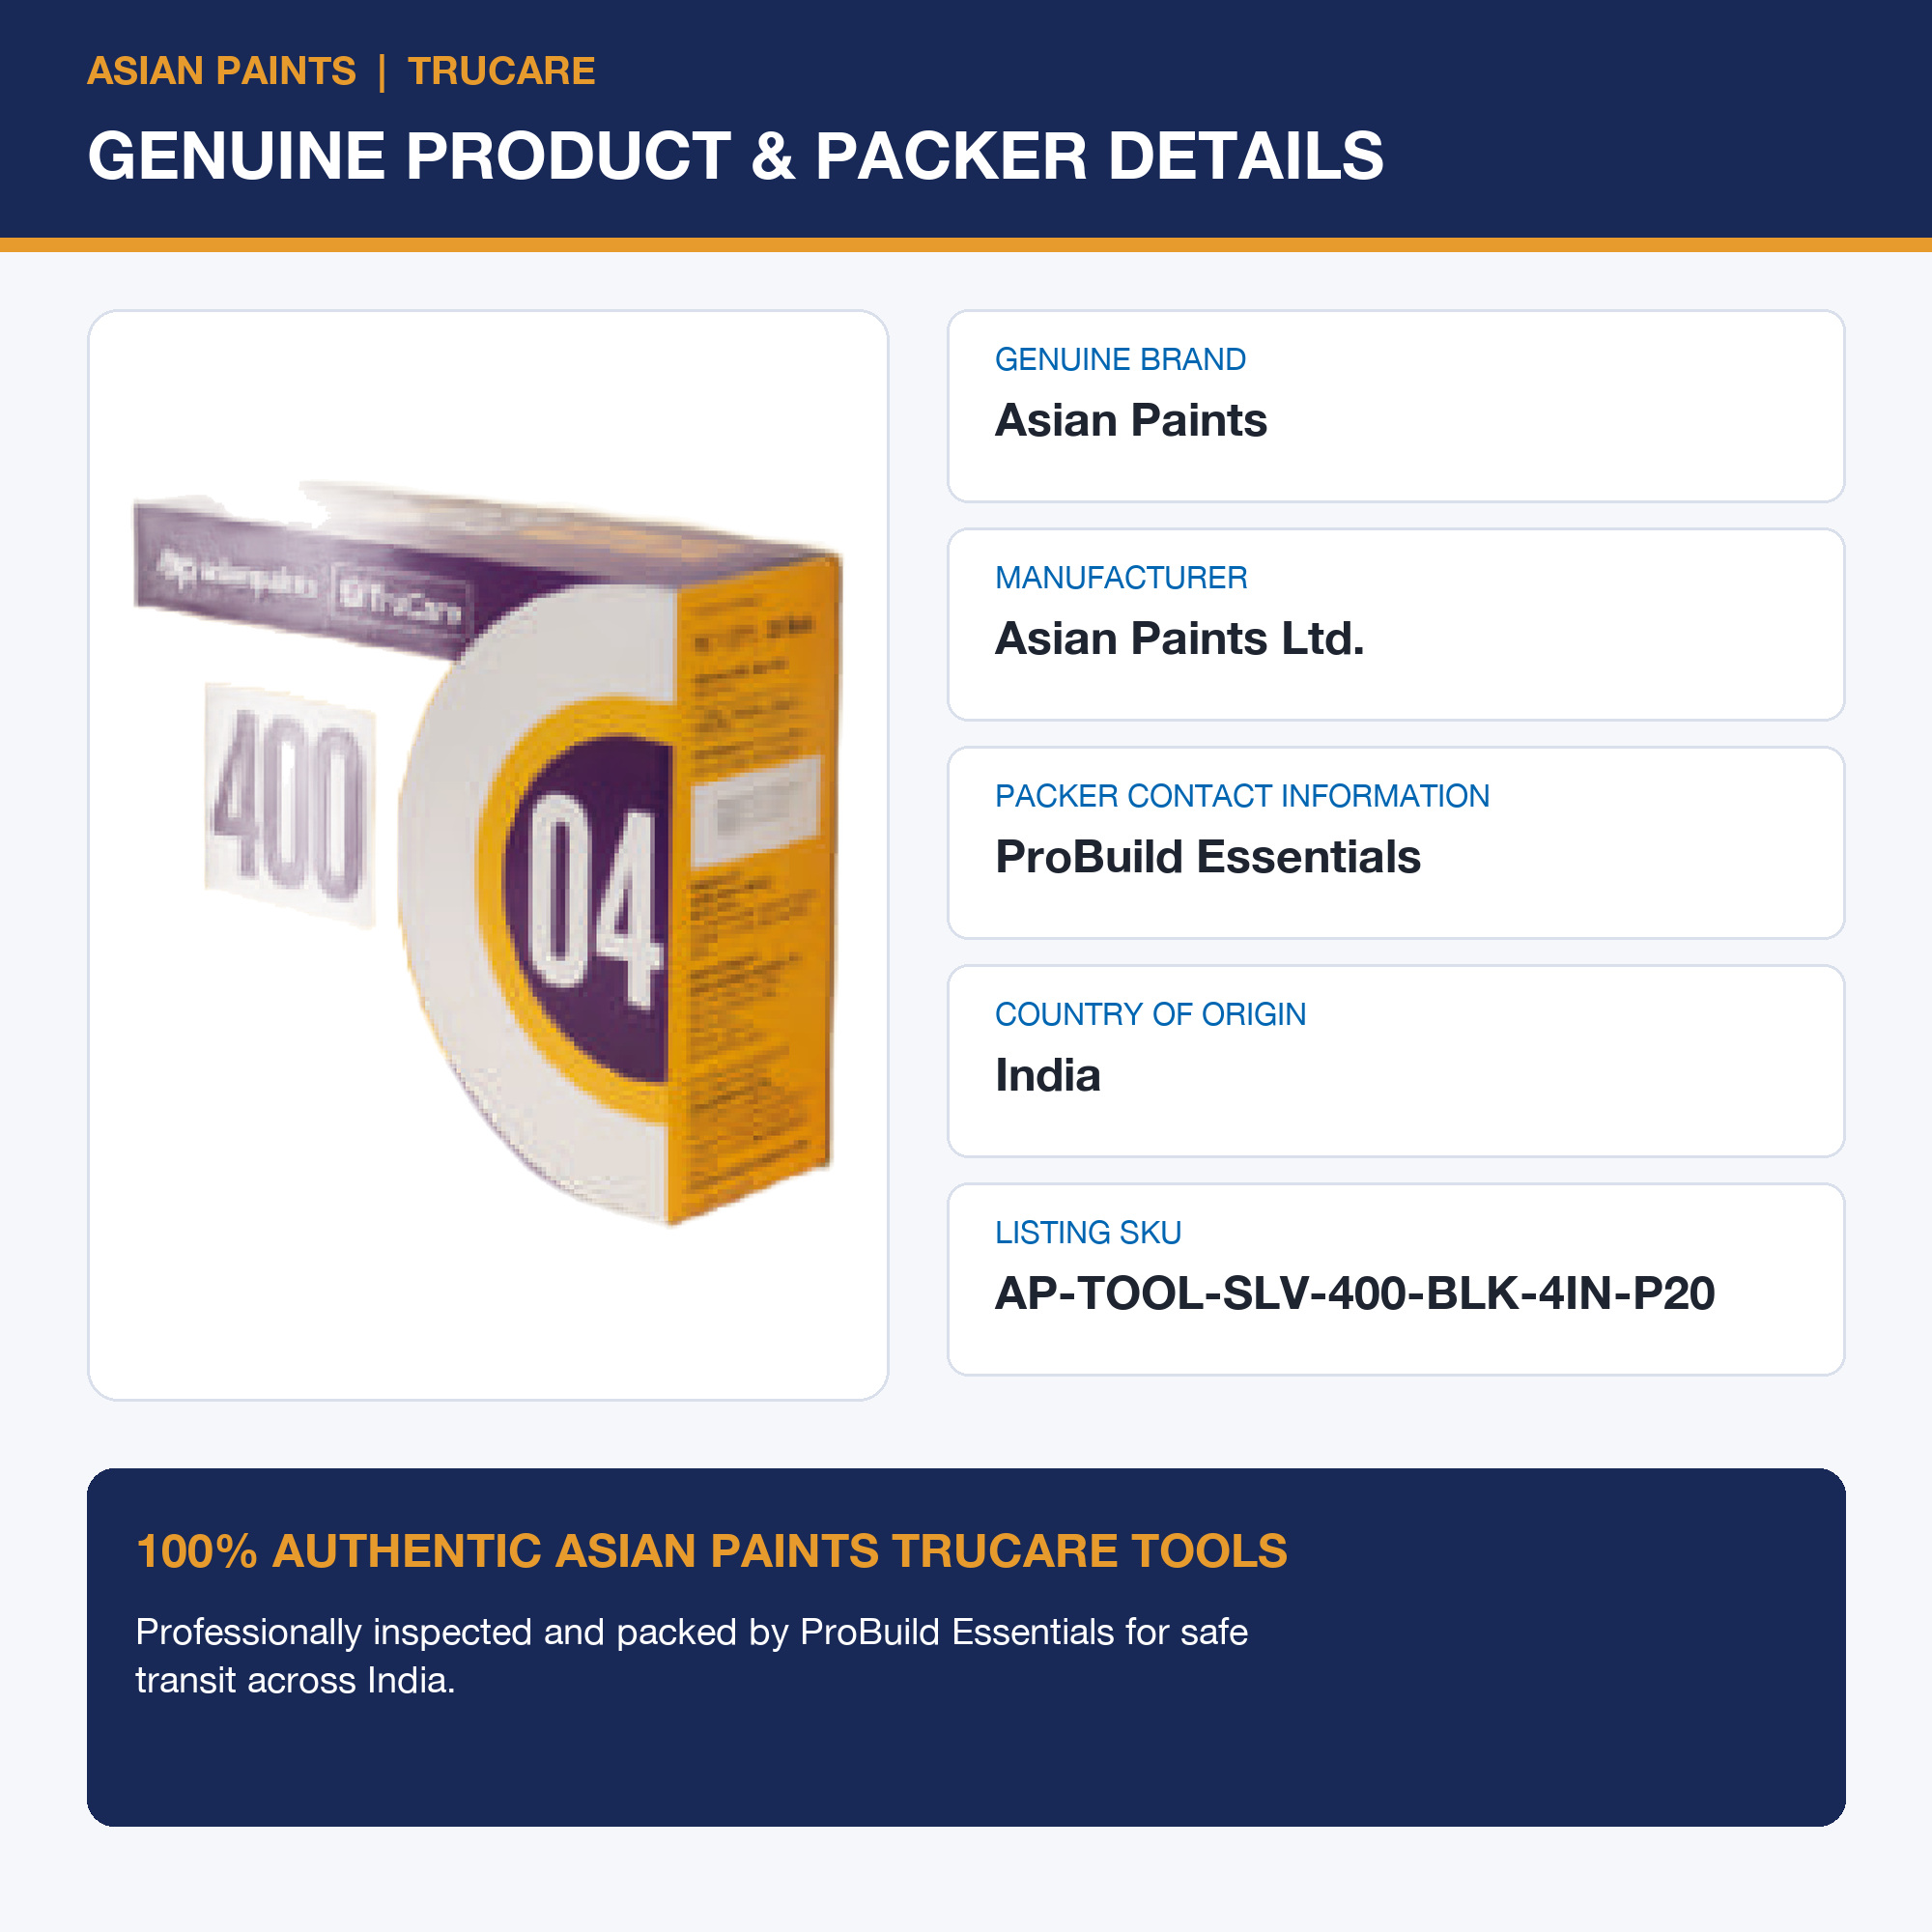 ASIAN PAINTS | TRUCARE
GENUINE PRODUCT & PACKER DETAILS
asianpaints TruCare
400
04
GENUINE BRAND
Asian Paints
MANUFACTURER
Asian Paints Ltd.
PACKER CONTACT INFORMATION
ProBuild Essentials
COUNTRY OF ORIGIN
India
LISTING SKU
AP-TOOL-SLV-400-BLK-4IN-P20
100% AUTHENTIC ASIAN PAINTS TRUCARE TOOLS
Professionally inspected and packed by ProBuild Essentials for safe
transit across India.